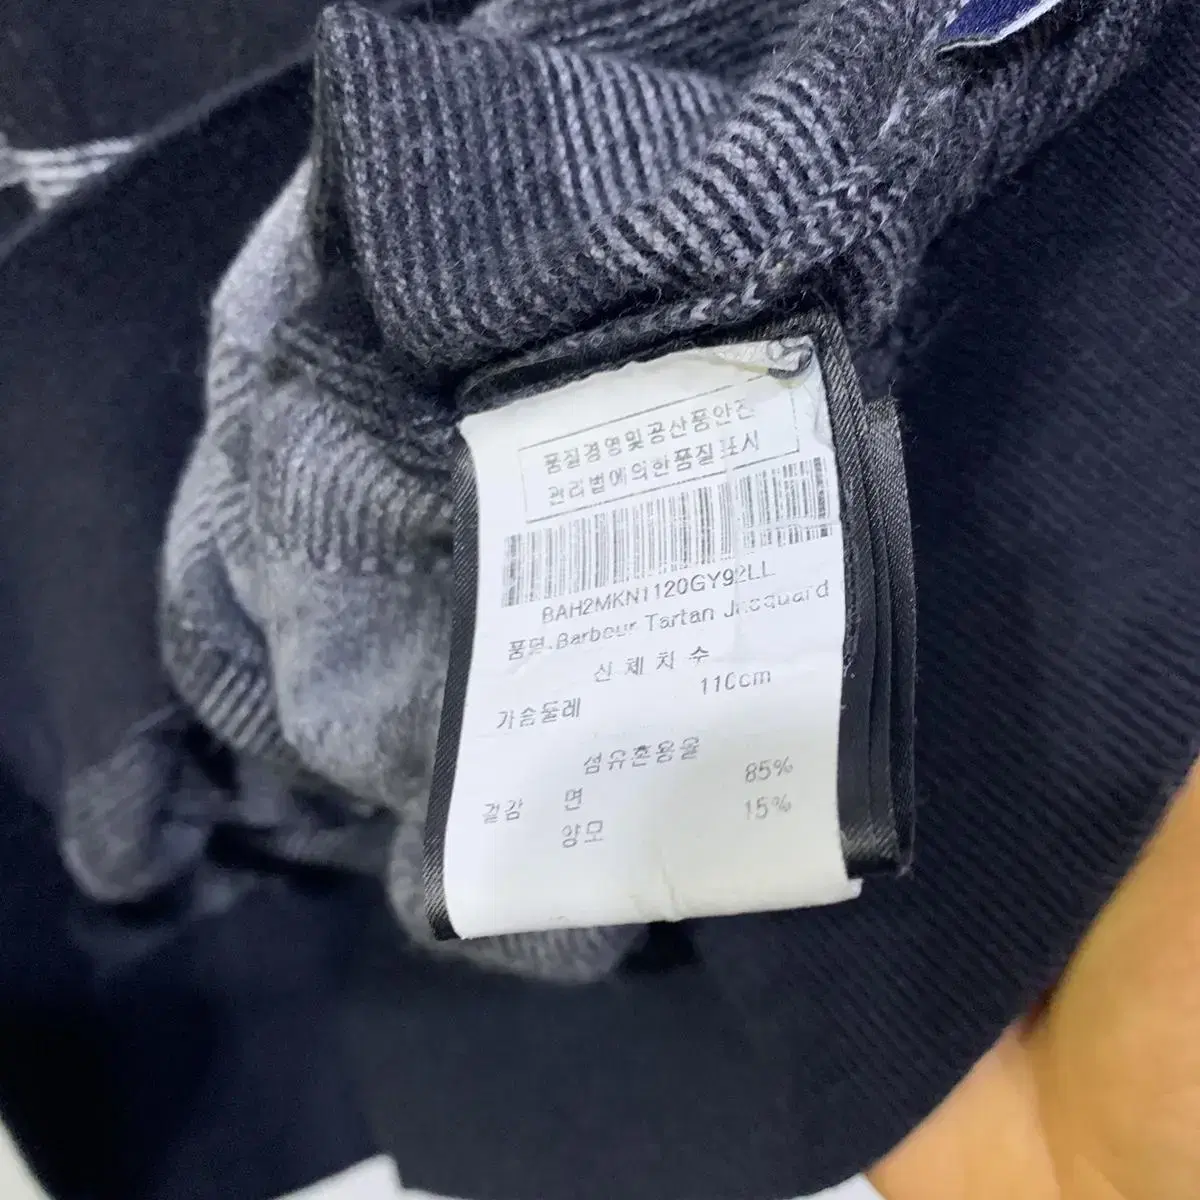 품질경영및공산품안전
관리법에의한품질표시
BAH2MKN1120GY92LL
품명.Barbour Tartan Jacquard
신체치수
가슴둘레 110cm
섬유혼용율
겉감 면 85%
양모 15%